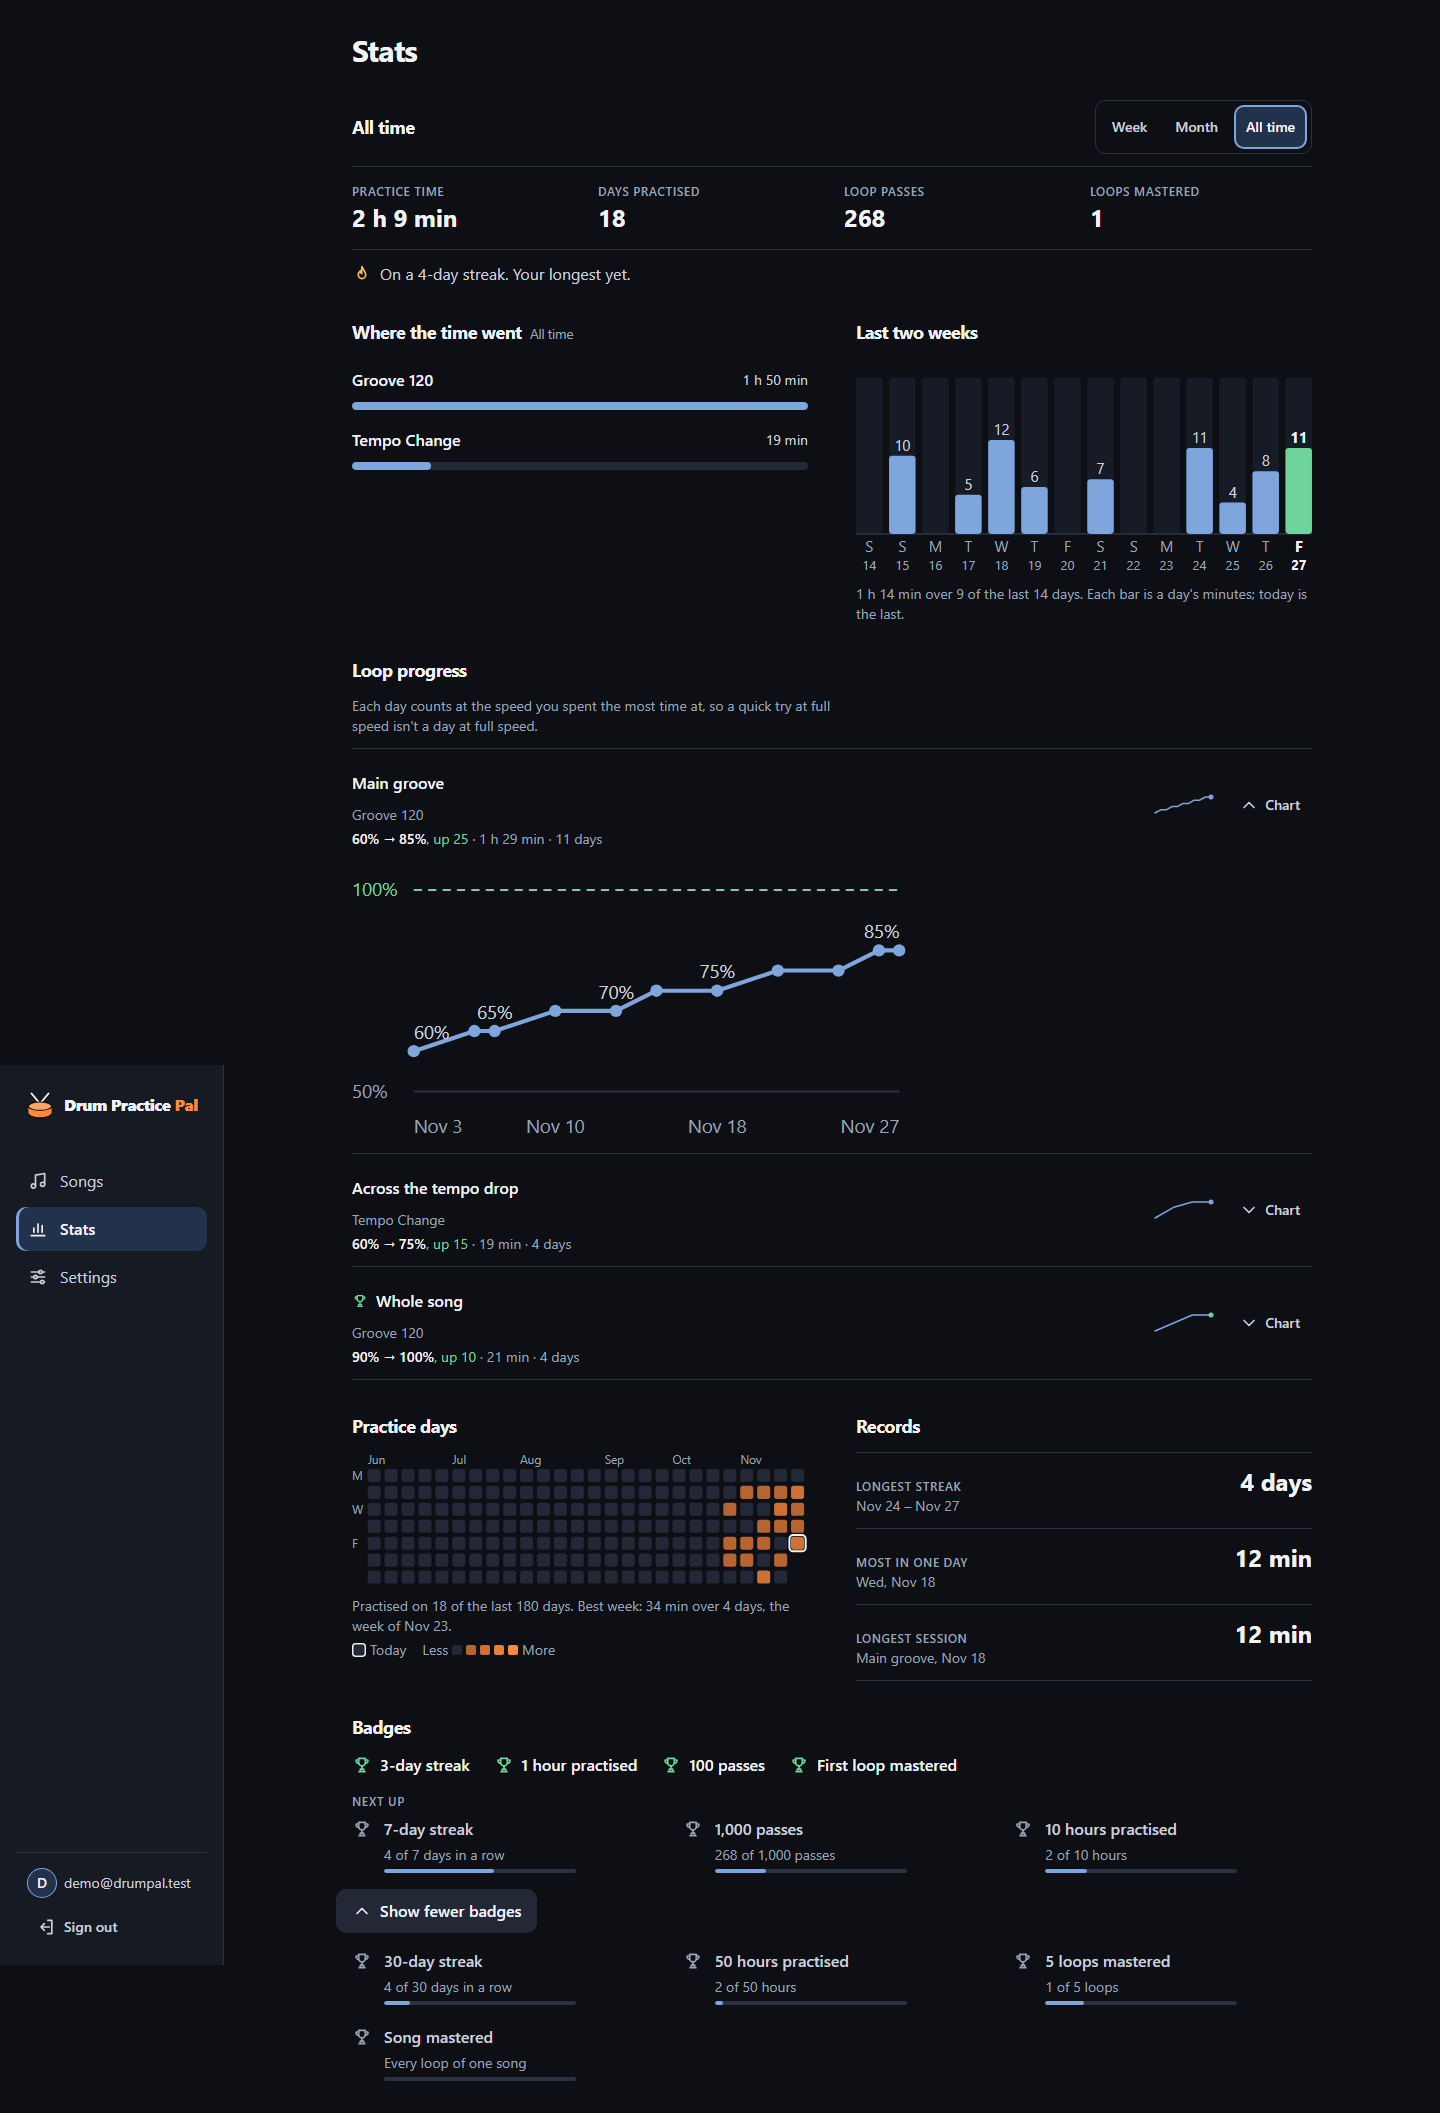 Stats
All time
Week Month All time
PRACTICE TIME DAYS PRACTISED LOOP PASSES LOOPS MASTERED
2 h 9 min 18 268 1
On a 4-day streak. Your longest yet.
Where the time went All time
Groove 120 1 h 50 min
Tempo Change 19 min
Last two weeks
10 5 12 6 7 11 4 8 11
S S M T W T F S S M T W T F
14 15 16 17 18 19 20 21 22 23 24 25 26 27
1 h 14 min over 9 of the last 14 days. Each bar is a day's minutes; today is
the last.
Loop progress
Each day counts at the speed you spent the most time at, so a quick try at full
speed isn't a day at full speed.
Main groove
Groove 120
60% → 85%, up 25 · 1 h 29 min · 11 days
Chart
100%
85%
75%
70%
65%
60%
50%
Nov 3 Nov 10 Nov 18 Nov 27
Across the tempo drop
Tempo Change
60% → 75%, up 15 · 19 min · 4 days
Chart
Whole song
Groove 120
90% → 100%, up 10 · 21 min · 4 days
Chart
Drum Practice Pal
Songs
Stats
Settings
demo@drumpal.test
D
Sign out
Practice days
Jun Jul Aug Sep Oct Nov
M
W
F
Practised on 18 of the last 180 days. Best week: 34 min over 4 days, the
week of Nov 23.
Today Less More
Records
LONGEST STREAK 4 days
Nov 24 – Nov 27
MOST IN ONE DAY 12 min
Wed, Nov 18
LONGEST SESSION 12 min
Main groove, Nov 18
Badges
3-day streak 1 hour practised 100 passes First loop mastered
NEXT UP
7-day streak 1,000 passes 10 hours practised
4 of 7 days in a row 268 of 1,000 passes 2 of 10 hours
Show fewer badges
30-day streak 50 hours practised 5 loops mastered
4 of 30 days in a row 2 of 50 hours 1 of 5 loops
Song mastered
Every loop of one song